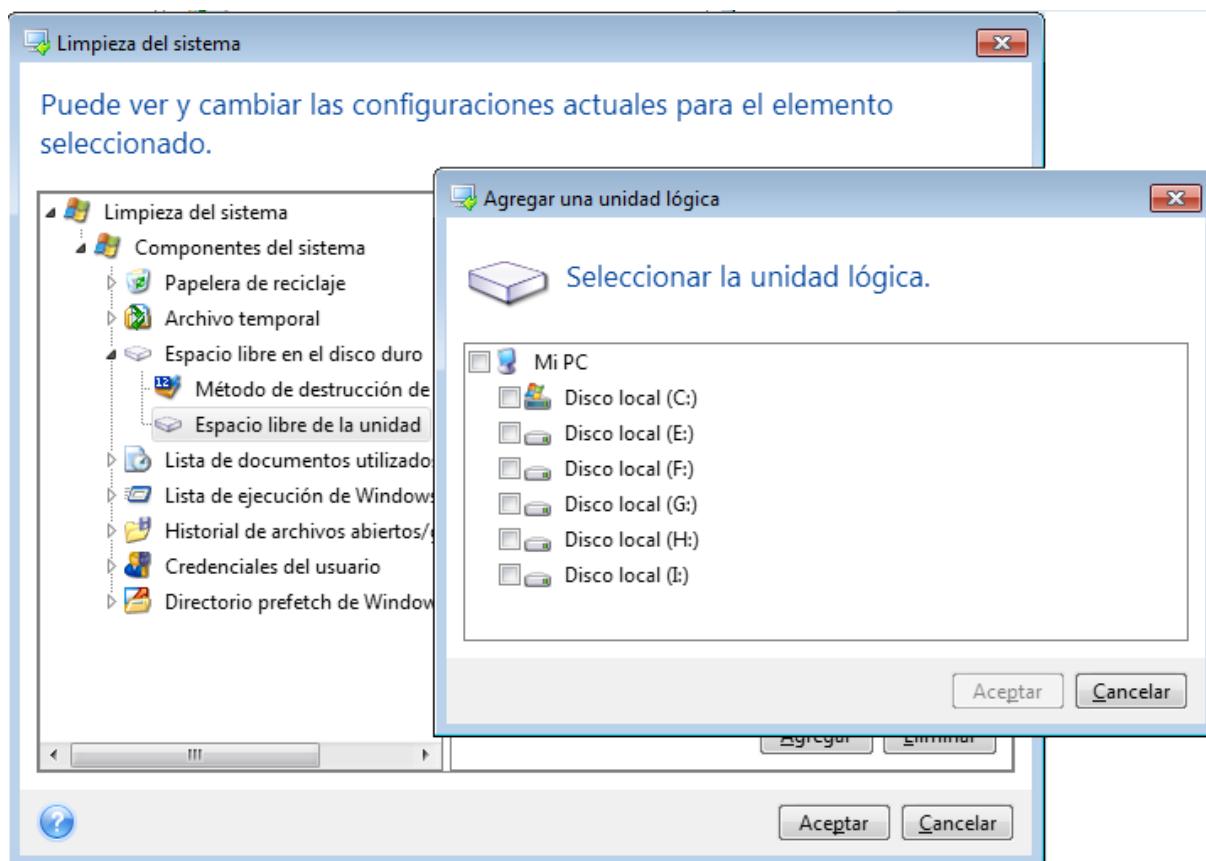 Limpieza del sistema
Puede ver y cambiar las configuraciones actuales para el elemento
seleccionado.
Limpieza del sistema
Componentes del sistema
Papelera de reciclaje
Archivo temporal
Espacio libre en el disco duro
Método de destrucción de
Espacio libre de la unidad
Lista de documentos utilizado
Lista de ejecución de Windows
Historial de archivos abiertos/
Credenciales del usuario
Directorio prefetch de Window
Agregar una unidad lógica
Seleccionar la unidad lógica.
Mi PC
Disco local (C:)
Disco local (E:)
Disco local (F:)
Disco local (G:)
Disco local (H:)
Disco local (I:)
Aceptar
Cancelar
Agregar
Eliminar
Aceptar
Cancelar